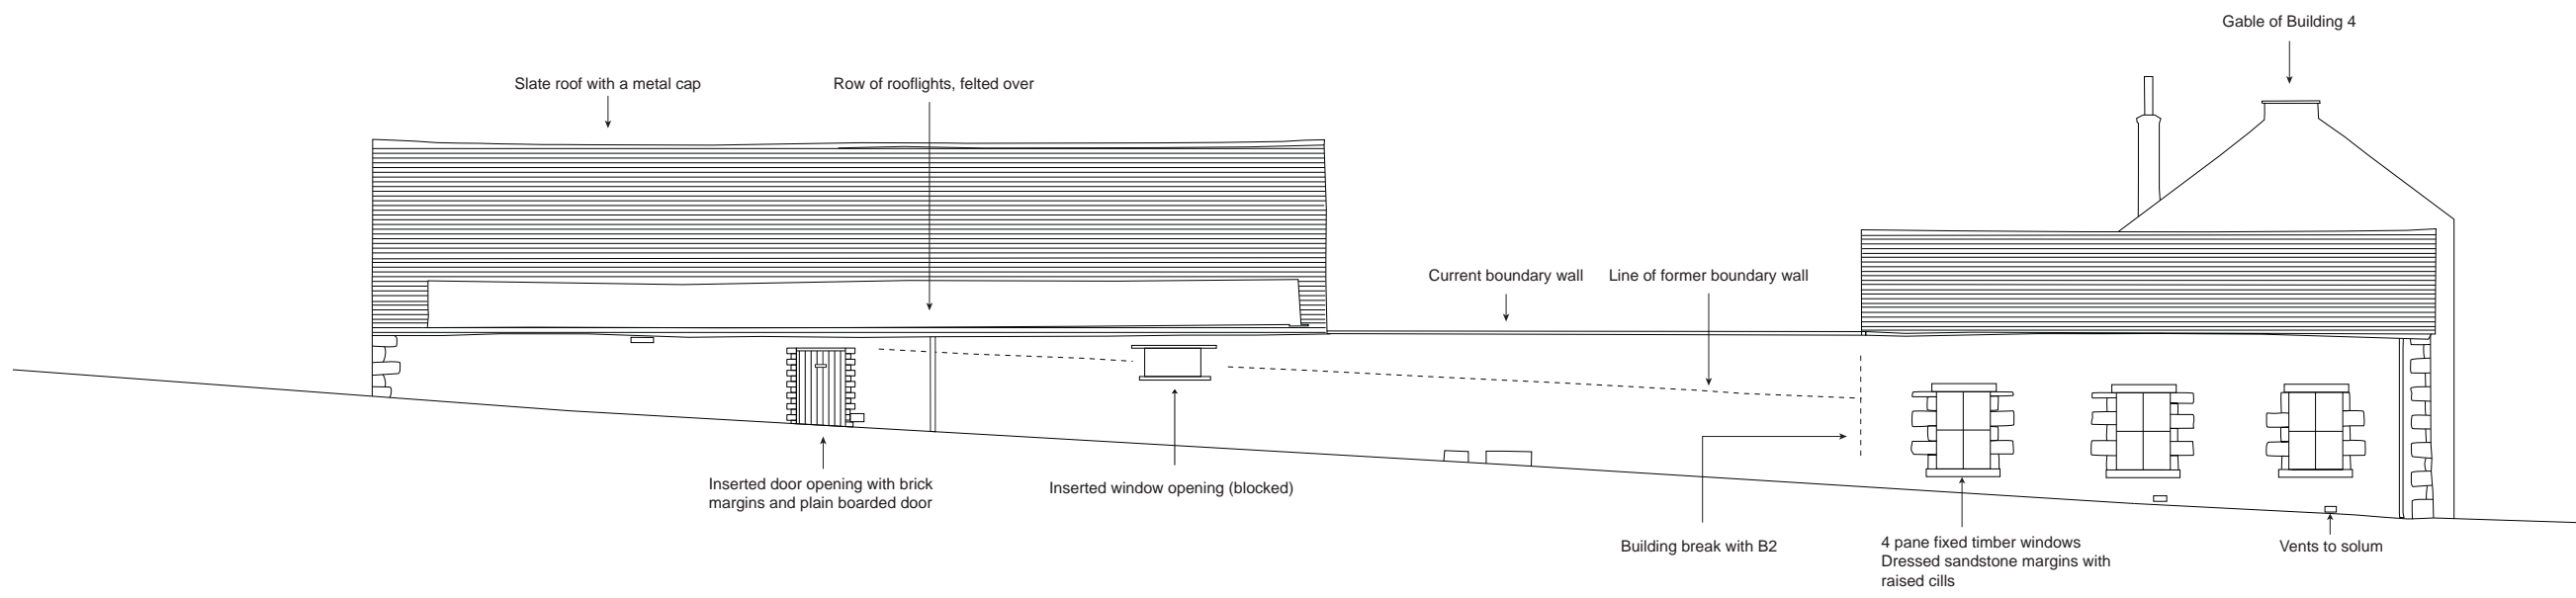 Gable of Building 4
Slate roof with a metal cap
Row of rooflights, felted over
Current boundary wall
Line of former boundary wall
Inserted door opening with brick
margins and plain boarded door
Inserted window opening (blocked)
Building break with B2
4 pane fixed timber windows
Dressed sandstone margins with
raised cills
Vents to solum